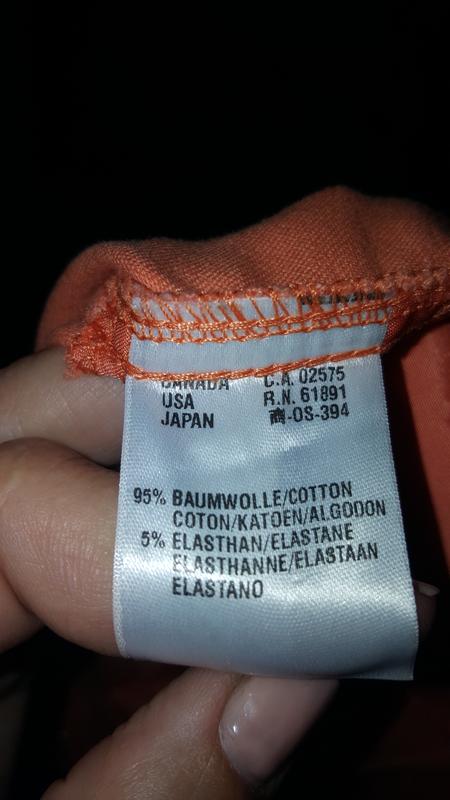 CANADA C.A. 02575
USA R.N. 61891
JAPAN 商-OS-394
95% BAUMWOLLE/COTTON
COTON/KATOEN/ALGODON
5% ELASTHAN/ELASTANE
ELASTHANNE/ELASTAAN
ELASTANO